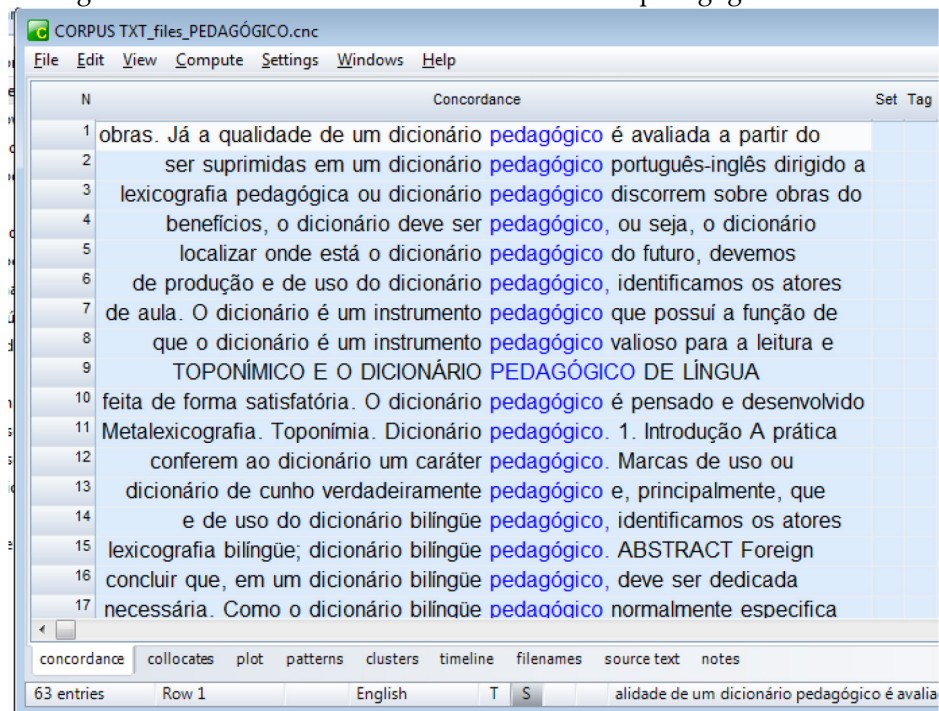 CORPUS TXT_files_PEDAGÓGICO.cnc
File Edit View Compute Settings Windows Help
N Concordance Set Tag
1 obras. Já a qualidade de um dicionário pedagógico é avaliada a partir do
2 ser suprimidas em um dicionário pedagógico português-inglês dirigido a
3 lexicografia pedagógica ou dicionário pedagógico discorrem sobre obras do
4 benefícios, o dicionário deve ser pedagógico, ou seja, o dicionário
5 localizar onde está o dicionário pedagógico do futuro, devemos
6 de produção e de uso do dicionário pedagógico, identificamos os atores
7 de aula. O dicionário é um instrumento pedagógico que possuí a função de
8 que o dicionário é um instrumento pedagógico valioso para a leitura e
9 TOPONÍMICO E O DICIONÁRIO PEDAGÓGICO DE LÍNGUA
10 feita de forma satisfatória. O dicionário pedagógico é pensado e desenvolvido
11 Metalexicografia. Toponímia. Dicionário pedagógico. 1. Introdução A prática
12 conferem ao dicionário um caráter pedagógico. Marcas de uso ou
13 dicionário de cunho verdadeiramente pedagógico e, principalmente, que
14 e de uso do dicionário bilíngüe pedagógico, identificamos os atores
15 lexicografia bilíngüe; dicionário bilíngüe pedagógico. ABSTRACT Foreign
16 concluir que, em um dicionário bilíngüe pedagógico, deve ser dedicada
17 necessária. Como o dicionário bilíngüe pedagógico normalmente especifica
concordance collocates plot patterns clusters timeline filenames source text notes
63 entries Row 1 English T S alidade de um dicionário pedagógico é avalia